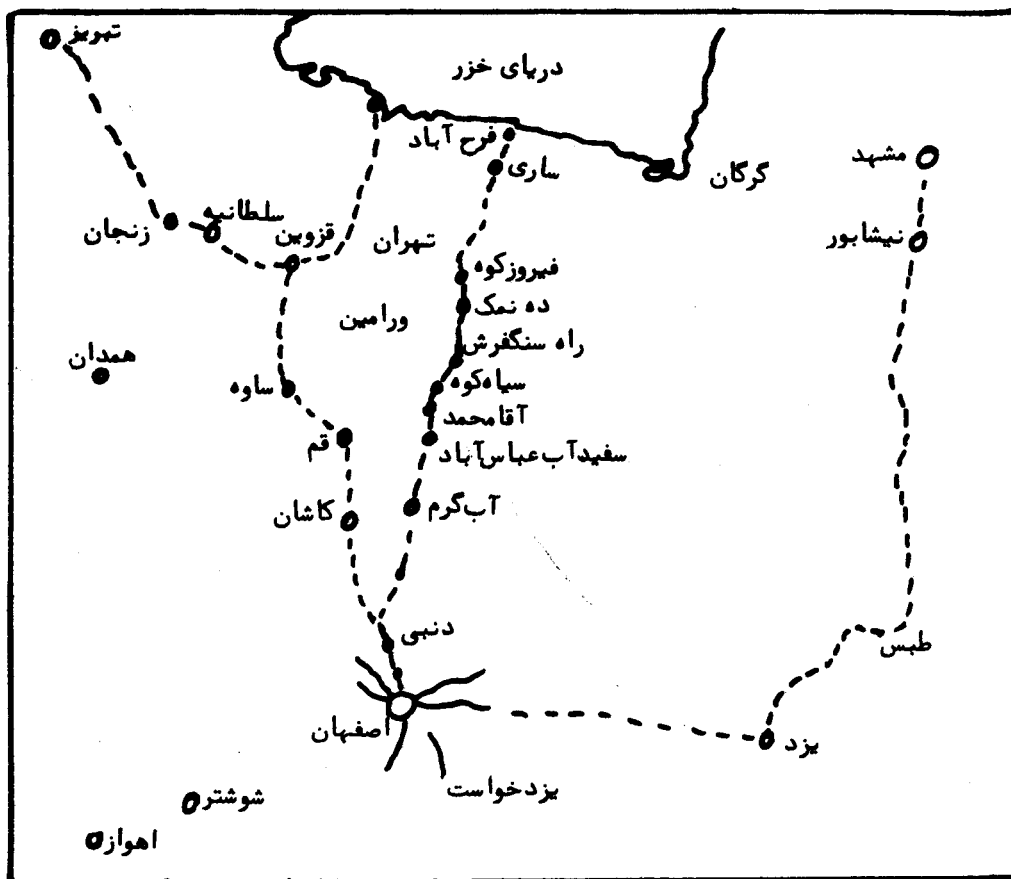 تبریز
دریای خزر
فرح آباد
ساری
گرگان
مشهد
نیشابور
سلطانیه
زنجان
قزوین
تهران
فیروزکوه
ده نمک
ورامین
راه سنگفرش
همدان
ساوه
سیاه‌کوه
آقامحمد
قم
سفیدآب عباس‌آباد
آب‌گرم
کاشان
دنبی
طبس
اصفهان
یزد
یزدخواست
شوشتر
اهواز